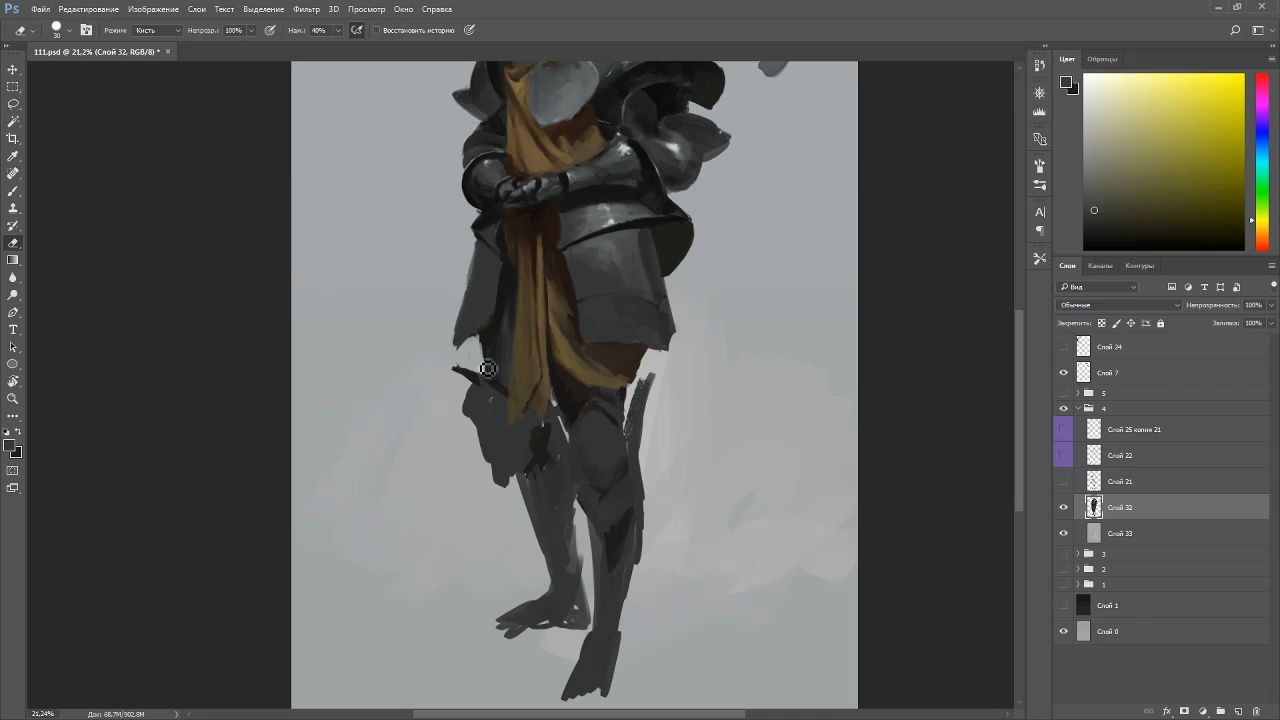 Ps Файл Редактирование Изображение Слои Текст Выделение Фильтр 3D Просмотр Окно Справка
30 Режим: Кисть Непрозр.: 100% Наж.: 40% Восстановить историю
111.psd @ 21,2% (Слой 32, RGB/8) * ×
Цвет Образцы
Слои Каналы Контуры
Вид
Обычные Непрозрачность: 100%
Закрепить: Заливка: 100%
Слой 24
Слой 7
5
4
Слой 25 копия 21
Слой 22
Слой 21
Слой 32
Слой 33
3
2
1
Слой 1
Слой 0
21,24% Док: 68,7M/902,8M